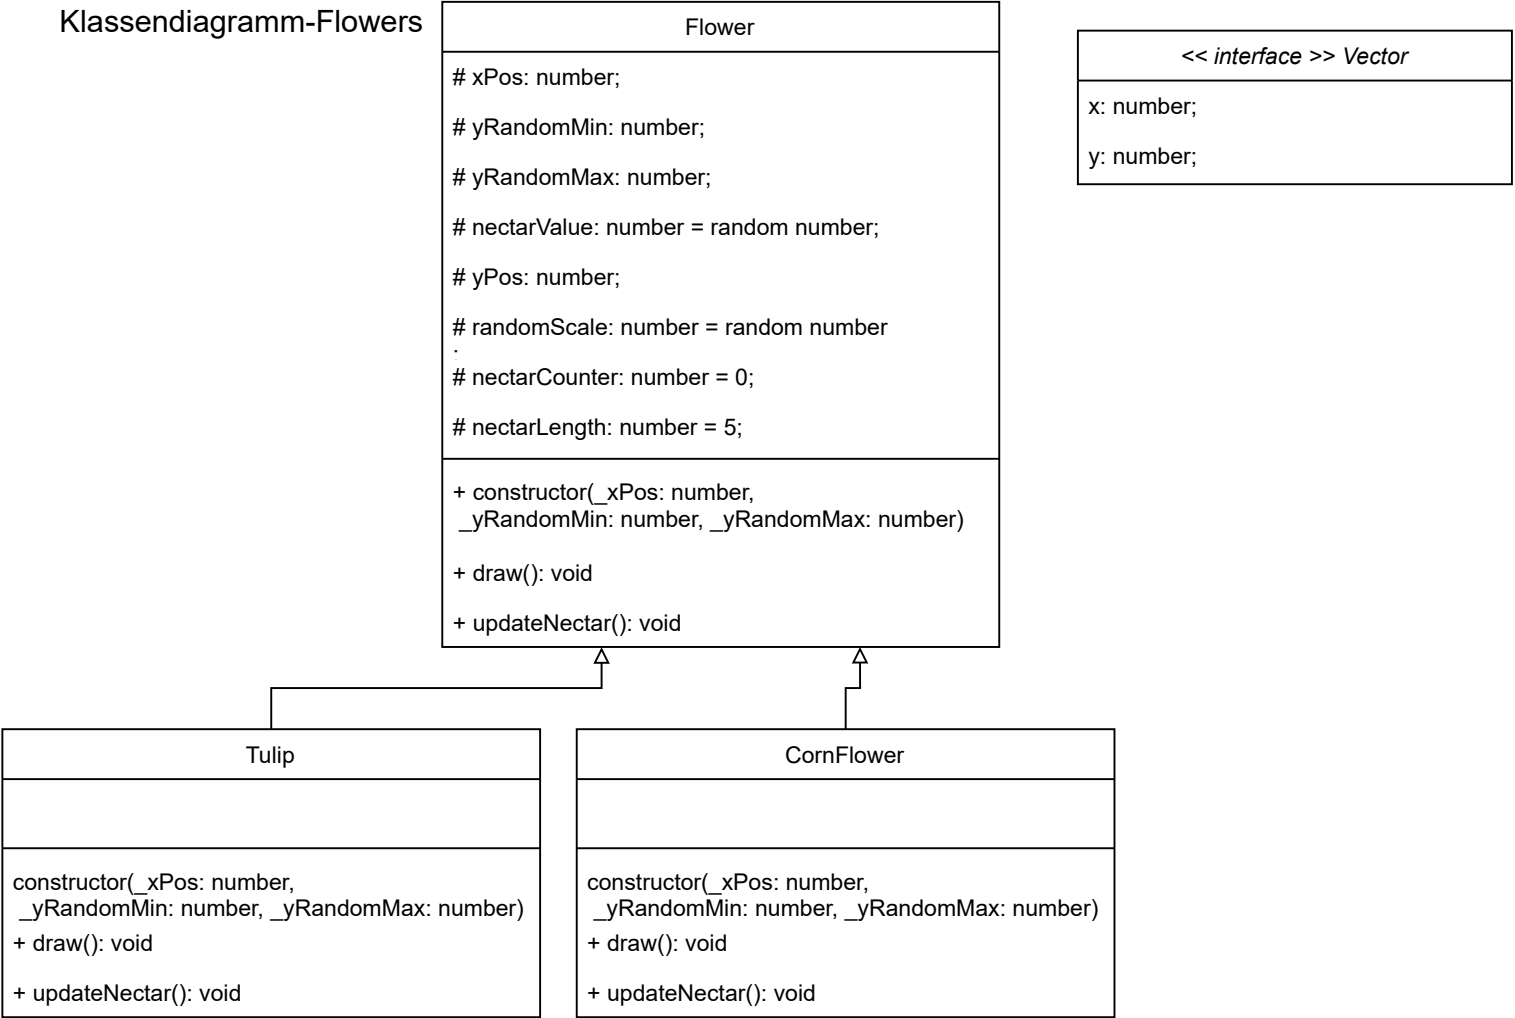 Klassendiagramm-Flowers
Flower
# xPos: number;
# yRandomMin: number;
# yRandomMax: number;
# nectarValue: number = random number;
# yPos: number;
# randomScale: number = random number
;
# nectarCounter: number = 0;
# nectarLength: number = 5;
+ constructor(_xPos: number,
_yRandomMin: number, _yRandomMax: number)
+ draw(): void
+ updateNectar(): void
<< interface >> Vector
x: number;
y: number;
Tulip
constructor(_xPos: number,
_yRandomMin: number, _yRandomMax: number)
+ draw(): void
+ updateNectar(): void
CornFlower
constructor(_xPos: number,
_yRandomMin: number, _yRandomMax: number)
+ draw(): void
+ updateNectar(): void